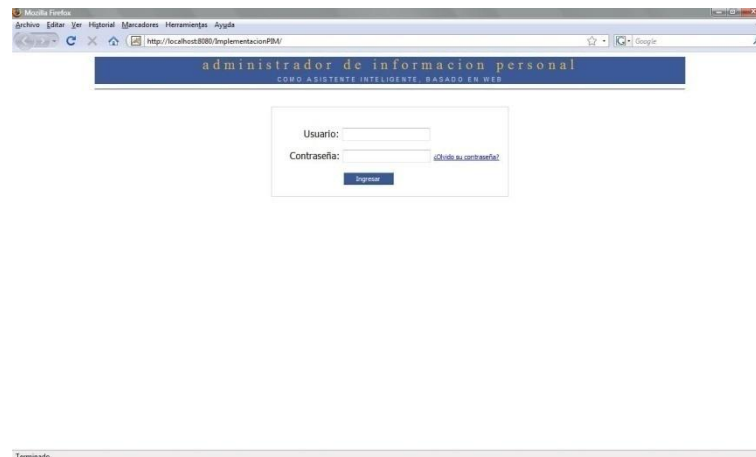 Mozilla Firefox
Archivo Editar Ver Historial Marcadores Herramientas Ayuda
http://localhost:8080/ImplementacionPIM/
Google
administrador de informacion personal
COMO ASISTENTE INTELIGENTE, BASADO EN WEB
Usuario:
Contraseña:
¿Olvido su contraseña?
Ingresar
Terminado